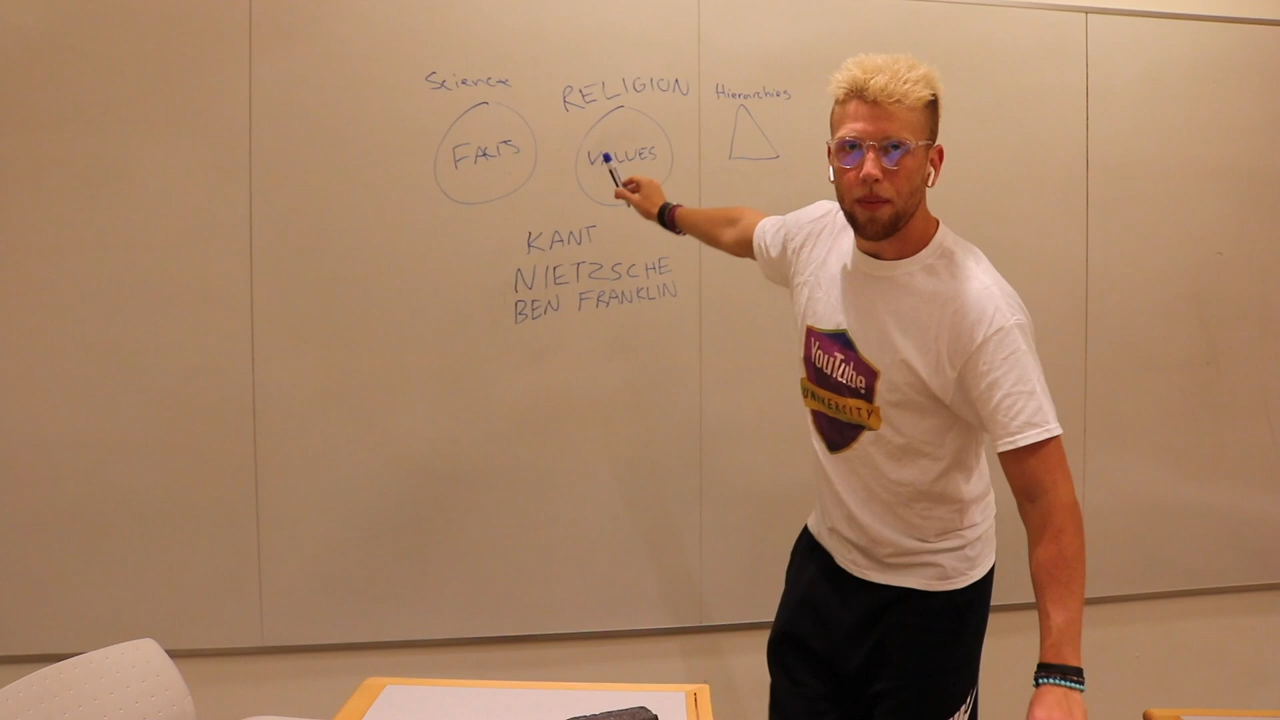 Science
RELIGION
Hierarchies
FACTS
VALUES
KANT
NIETZSCHE
BEN FRANKLIN
YouTube
UNIVERCITY